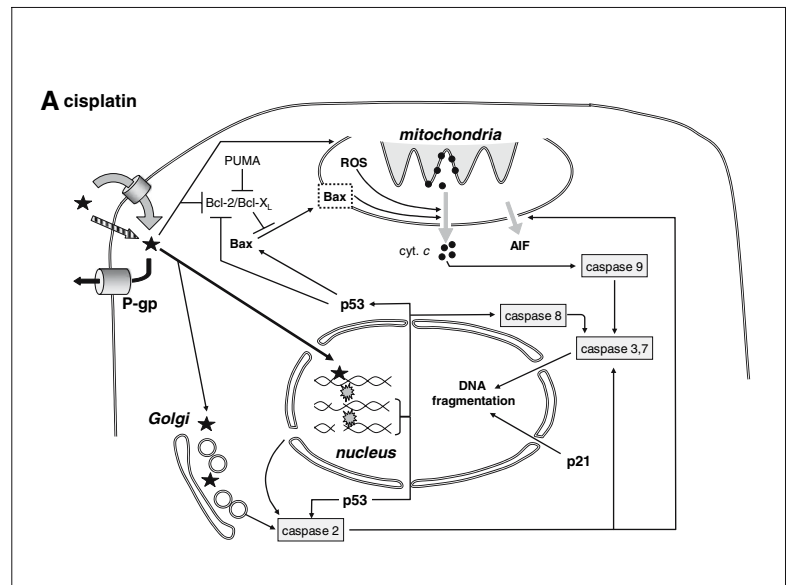 A cisplatin
mitochondria
PUMA
ROS
Bcl-2/Bcl-XL
Bax
Bax
cyt. c
AIF
caspase 9
P-gp
p53
caspase 8
caspase 3,7
DNA
fragmentation
Golgi
nucleus
p21
p53
caspase 2